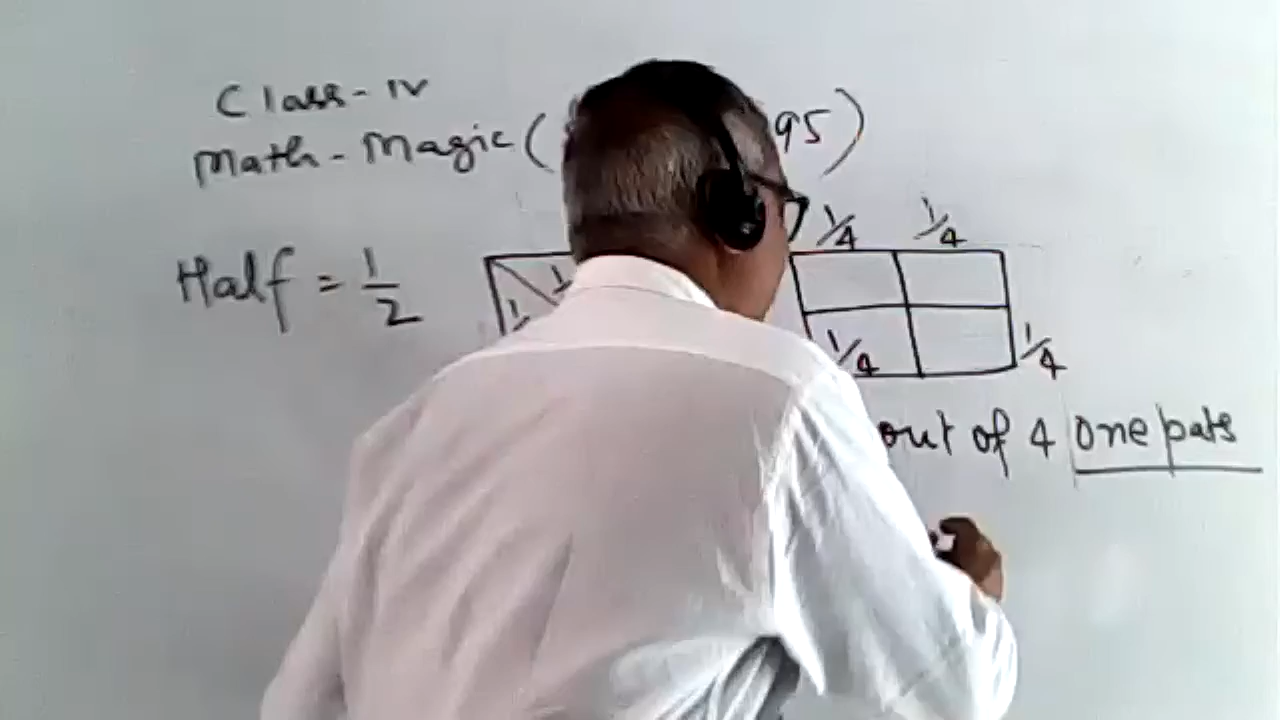 Class - IV
Math - Magic ( 95 )
Half = 1/2
1/4 1/4
1/4 1/4
out of 4 one pats